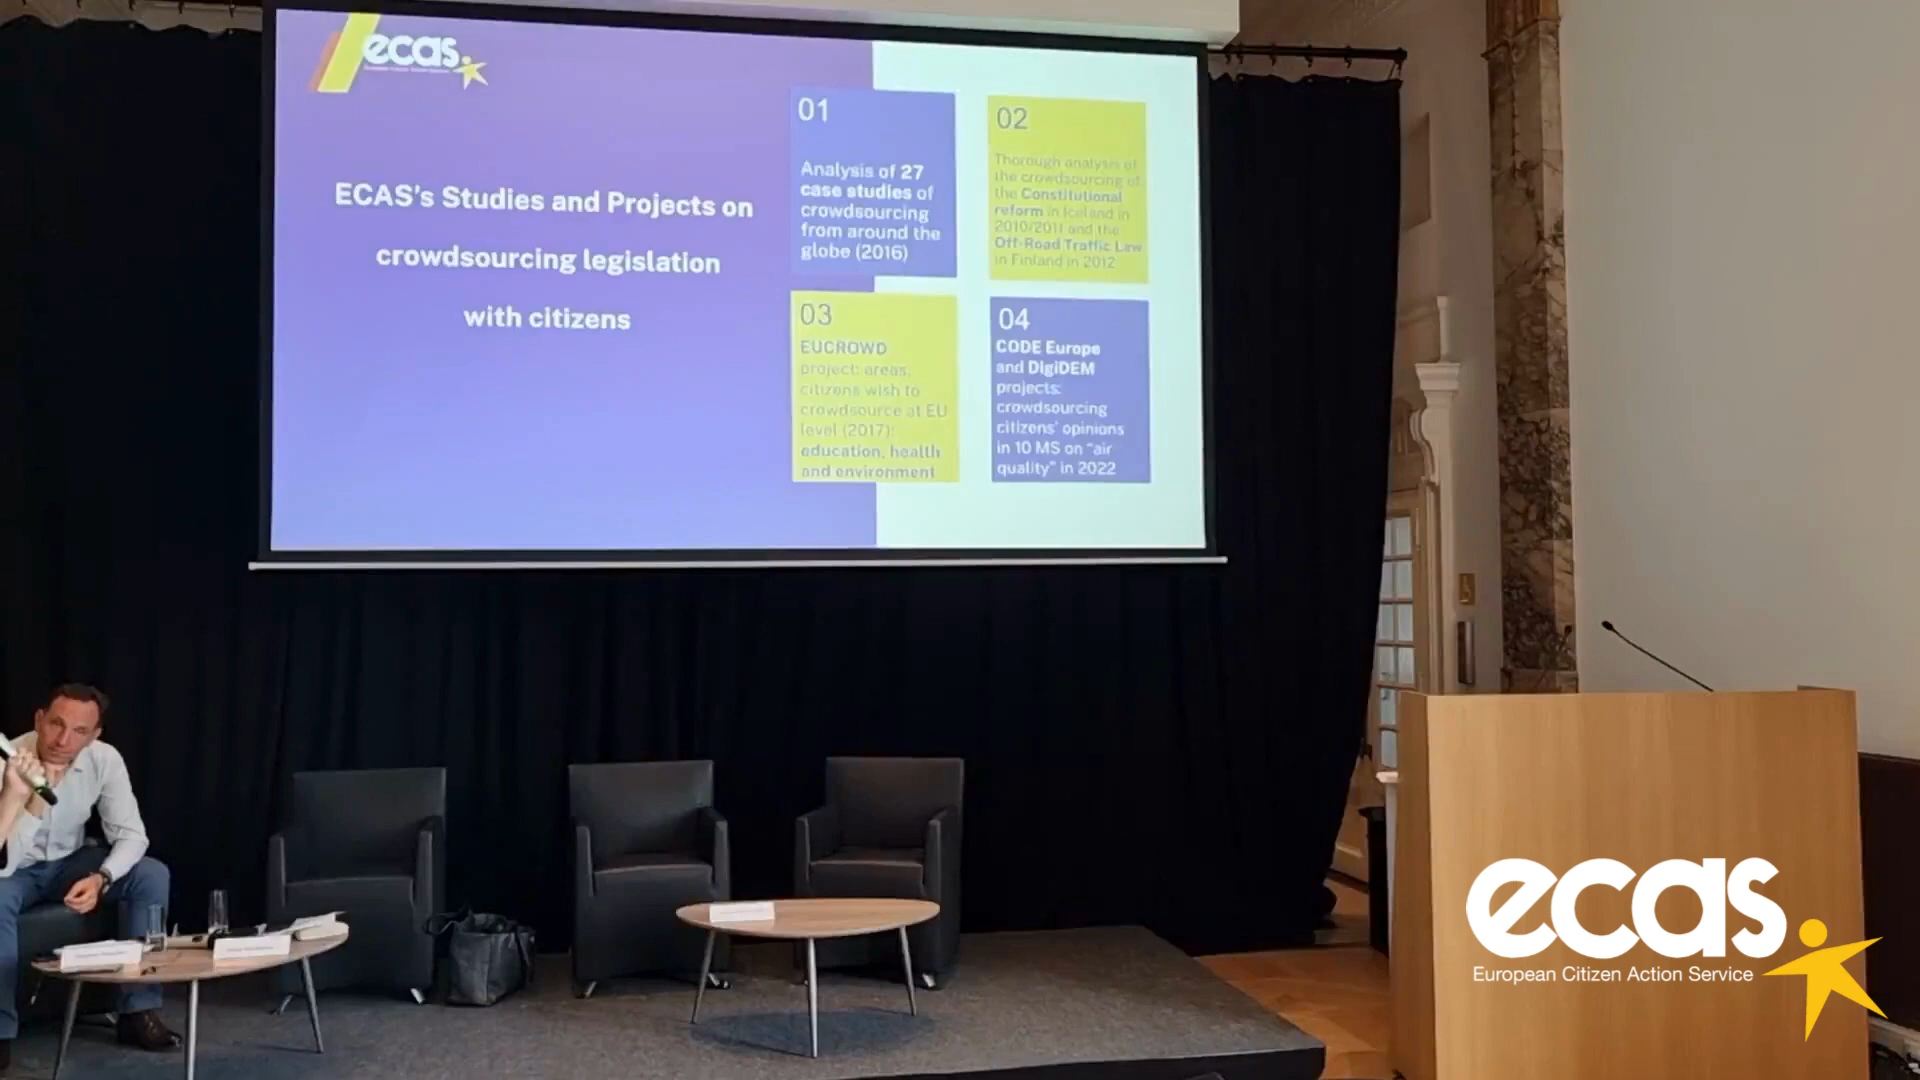 ecas
European Citizen Action Service
ECAS's Studies and Projects on
crowdsourcing legislation
with citizens
01
Analysis of 27
case studies of
crowdsourcing
from around the
globe (2016)
02
Thorough analysis of
the crowdsourcing of
the Constitutional
reform in Iceland in
2010/2011 and the
Off-Road Traffic Law
in Finland in 2012
03
EUCROWD
project: areas,
citizens wish to
crowdsource at EU
level (2017):
education, health
and environment
04
CODE Europe
and DigiDEM
projects:
crowdsourcing
citizens' opinions
in 10 MS on "air
quality" in 2022
ecas
European Citizen Action Service